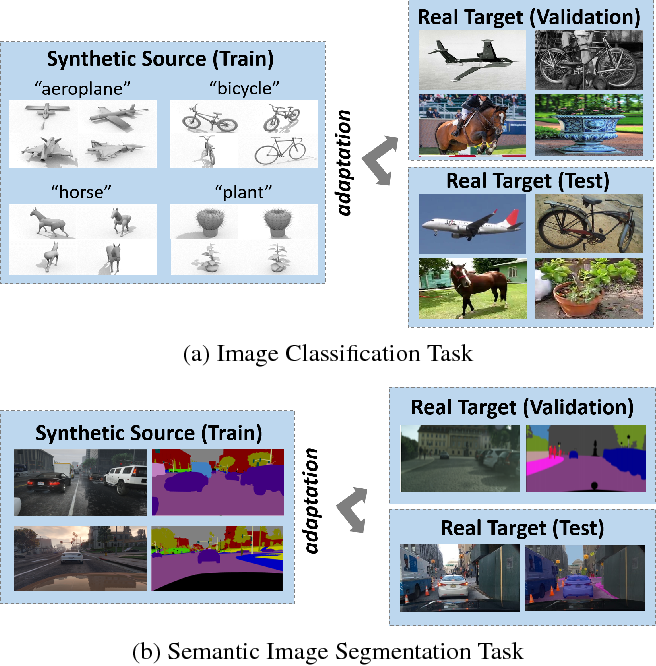 Synthetic Source (Train)
“aeroplane”
“bicycle”
“horse”
“plant”
adaptation
Real Target (Validation)
Real Target (Test)
(a) Image Classification Task
Synthetic Source (Train)
adaptation
Real Target (Validation)
Real Target (Test)
(b) Semantic Image Segmentation Task